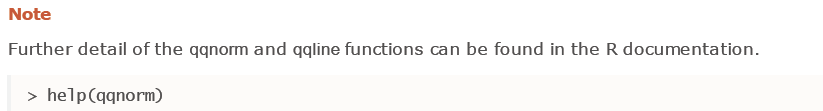 Note
Further detail of the qqnorm and qqline functions can be found in the R documentation.
> help(qqnorm)